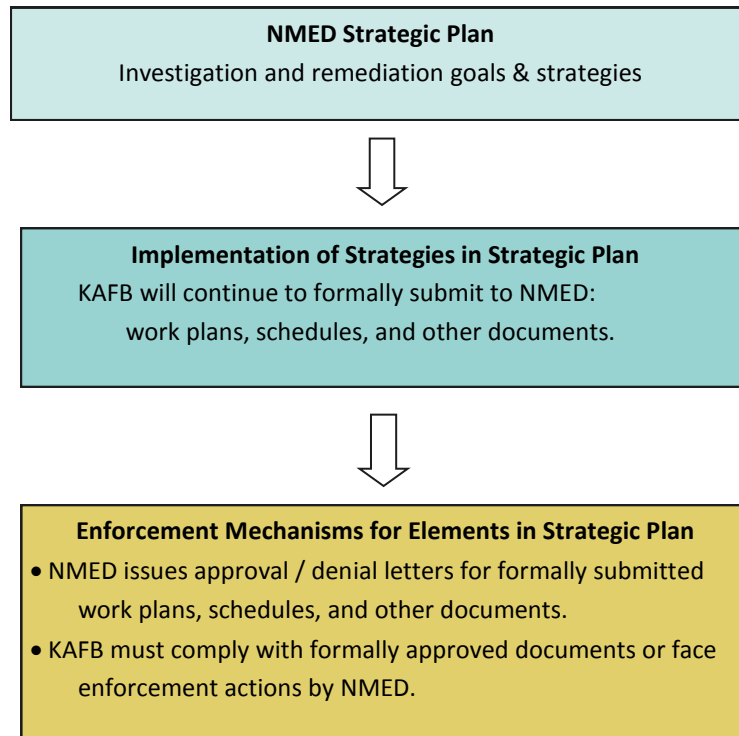 NMED Strategic Plan
Investigation and remediation goals & strategies
Implementation of Strategies in Strategic Plan
KAFB will continue to formally submit to NMED:
work plans, schedules, and other documents.
Enforcement Mechanisms for Elements in Strategic Plan
• NMED issues approval / denial letters for formally submitted
work plans, schedules, and other documents.
• KAFB must comply with formally approved documents or face
enforcement actions by NMED.